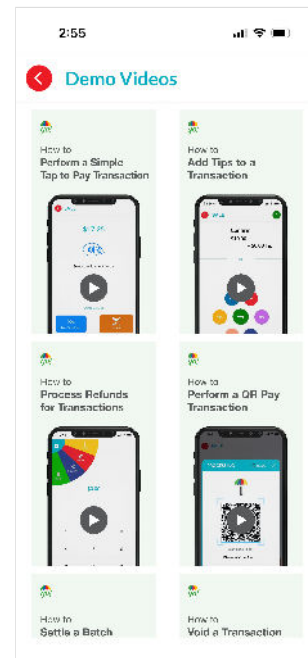 2:55
Demo Videos
How to
Perform a Simple
Tap to Pay Transaction
How to
Add Tips to a
Transaction
How to
Process Refunds
for Transactions
How to
Perform a QR Pay
Transaction
How to
Settle a Batch
How to
Void a Transaction